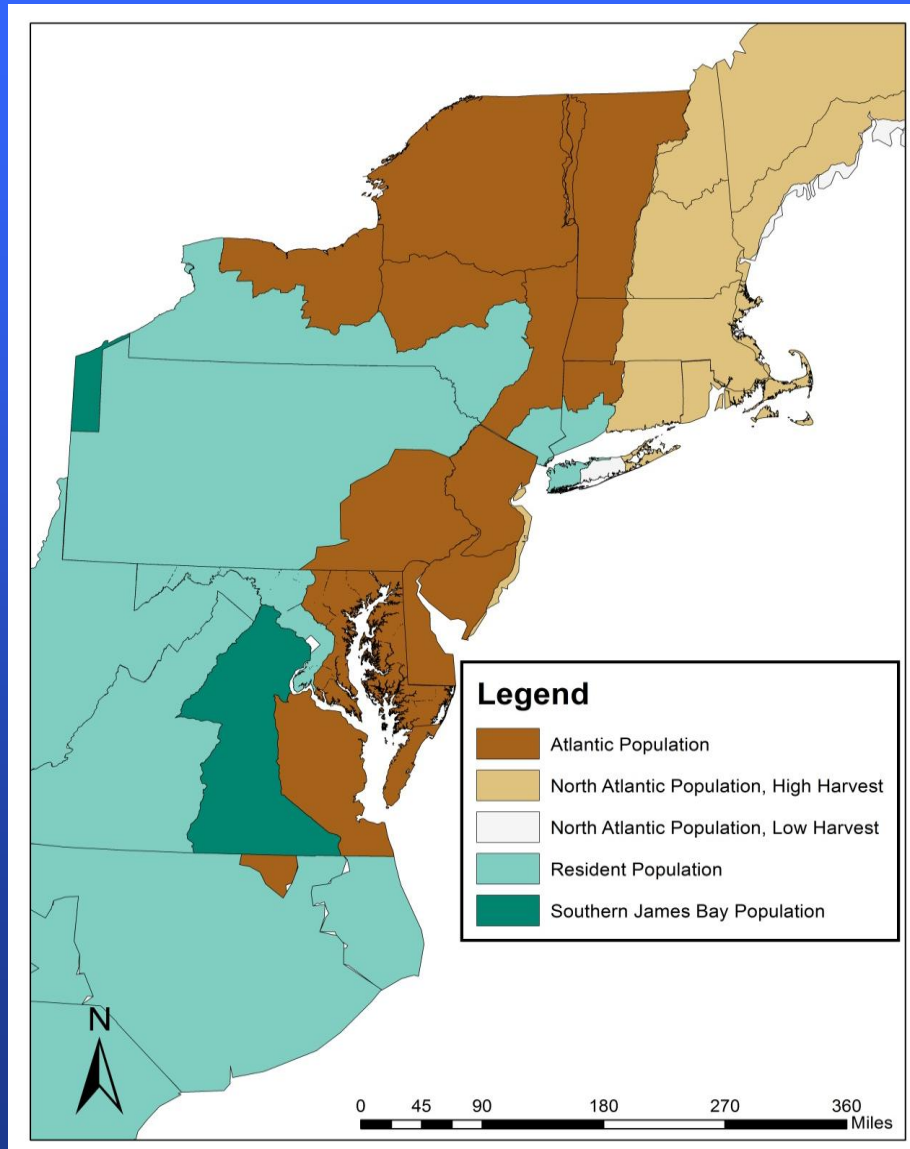 Legend
Atlantic Population
North Atlantic Population, High Harvest
North Atlantic Population, Low Harvest
Resident Population
Southern James Bay Population
N
0 45 90 180 270 360
Miles